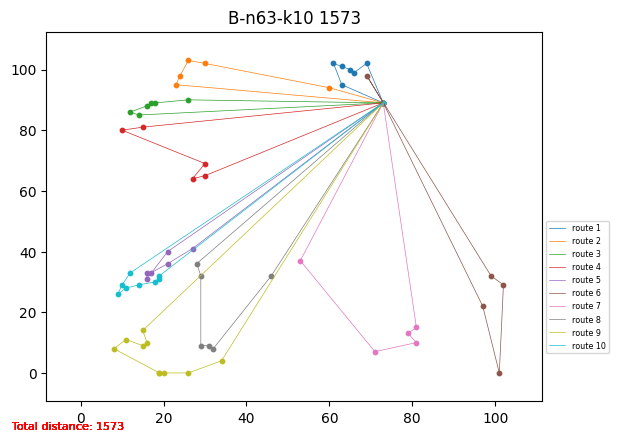 B-n63-k10 1573
100
80
60
40
20
0
0 20 40 60 80 100
route 1
route 2
route 3
route 4
route 5
route 6
route 7
route 8
route 9
route 10
Total distance: 1573